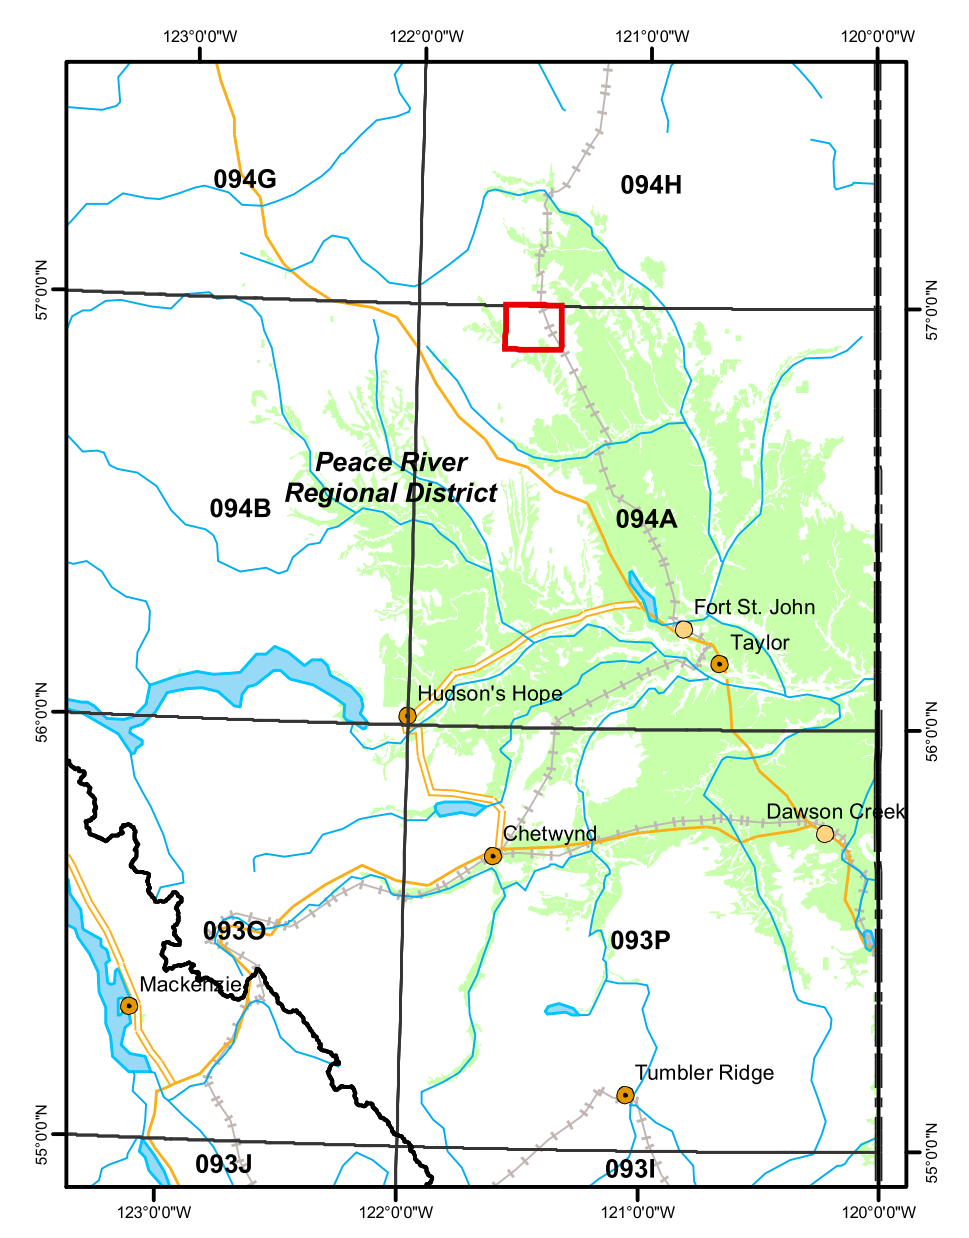 123°0'0"W
122°0'0"W
121°0'0"W
120°0'0"W
094G
094H
57°0'0"N
57°0'0"N
Peace River
Regional District
094B
094A
Fort St. John
Taylor
Hudson's Hope
56°0'0"N
56°0'0"N
Dawson Creek
Chetwynd
093O
093P
Mackenzie
Tumbler Ridge
55°0'0"N
55°0'0"N
093J
093I
123°0'0"W
122°0'0"W
121°0'0"W
120°0'0"W